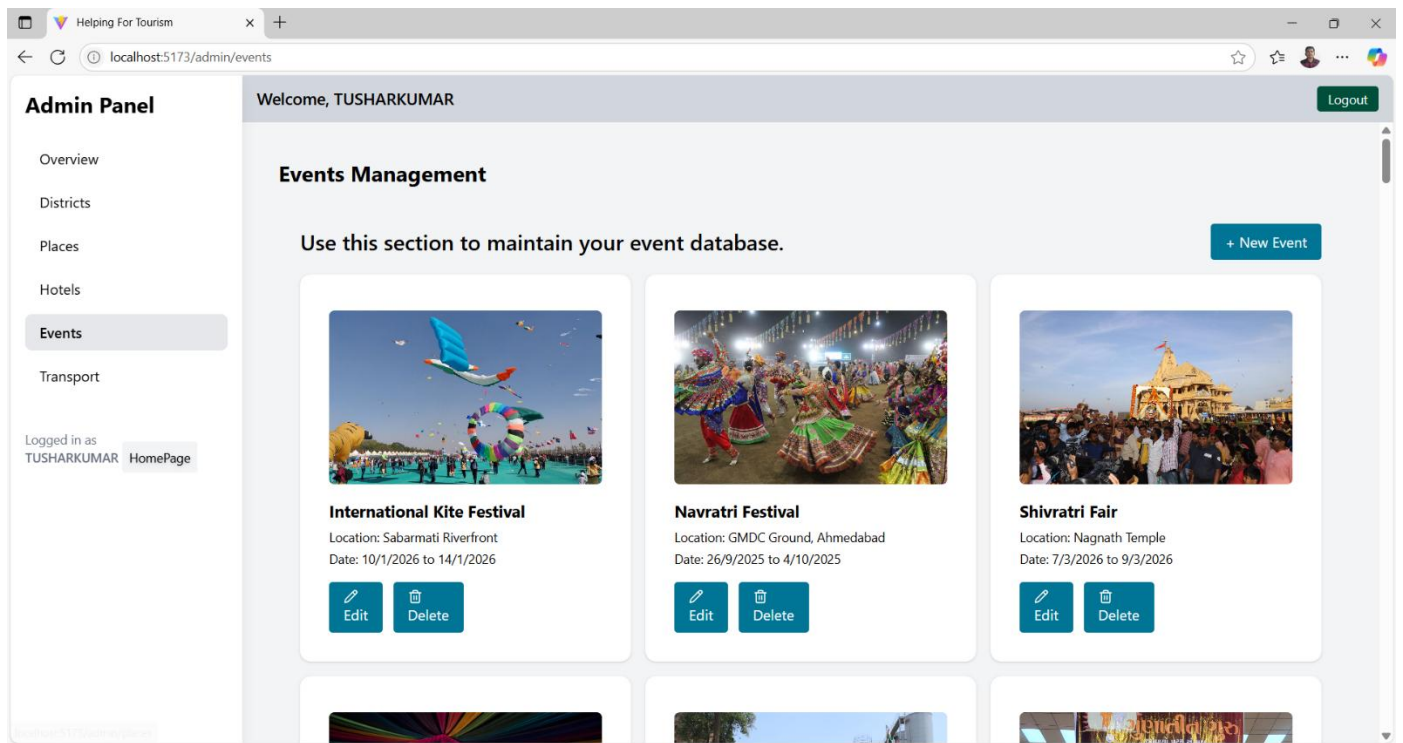 Helping For Tourism
localhost:5173/admin/events
Admin Panel
Welcome, TUSHARKUMAR
Logout
Overview
Districts
Places
Hotels
Events
Transport
Logged in as
TUSHARKUMAR HomePage
Events Management
Use this section to maintain your event database.
+ New Event
International Kite Festival
Location: Sabarmati Riverfront
Date: 10/1/2026 to 14/1/2026
Edit
Delete
Navratri Festival
Location: GMDC Ground, Ahmedabad
Date: 26/9/2025 to 4/10/2025
Edit
Delete
Shivratri Fair
Location: Nagnath Temple
Date: 7/3/2026 to 9/3/2026
Edit
Delete